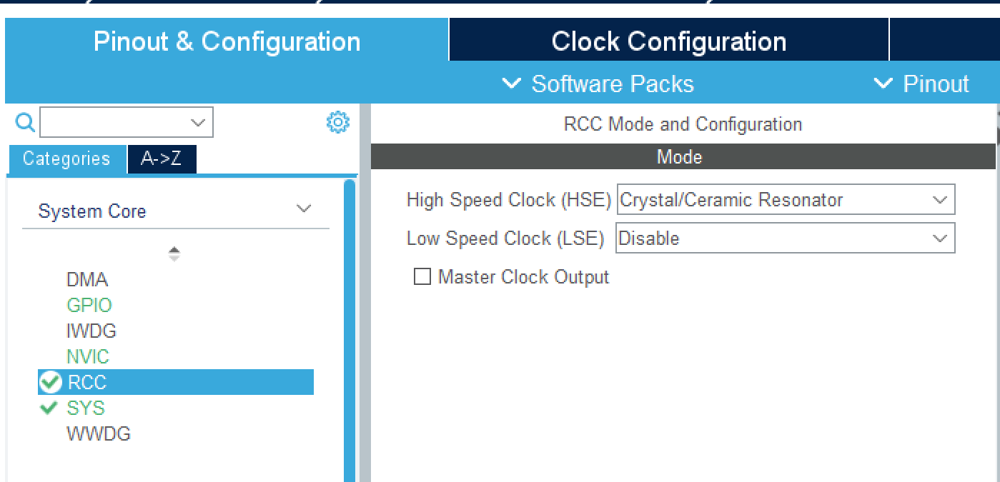 Pinout & Configuration
Clock Configuration
Software Packs
Pinout
RCC Mode and Configuration
Categories
A->Z
Mode
System Core
High Speed Clock (HSE) Crystal/Ceramic Resonator
Low Speed Clock (LSE) Disable
Master Clock Output
DMA
GPIO
IWDG
NVIC
RCC
SYS
WWDG